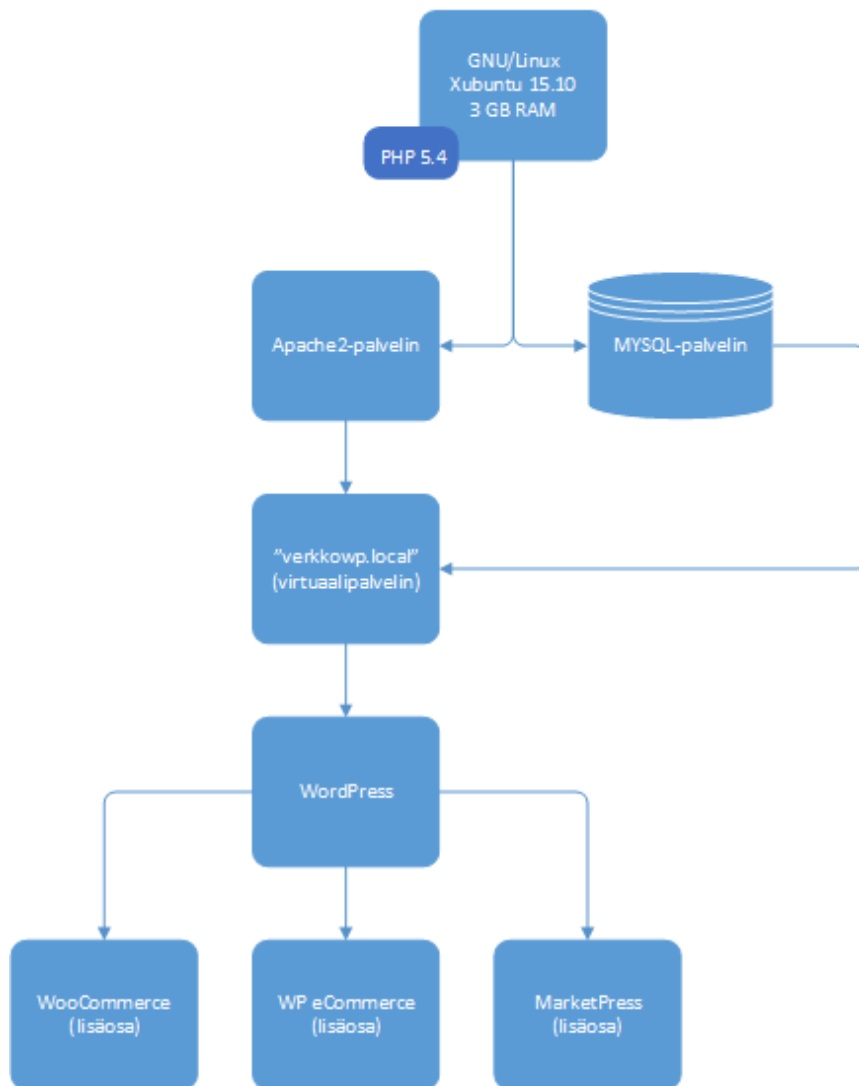 GNU/Linux
Xubuntu 15.10
3 GB RAM
PHP 5.4
Apache2-palvelin
MYSQL-palvelin
”verkkowp.local”
(virtuaalipalvelin)
WordPress
WooCommerce
(lisäosa)
WP eCommerce
(lisäosa)
MarketPress
(lisäosa)